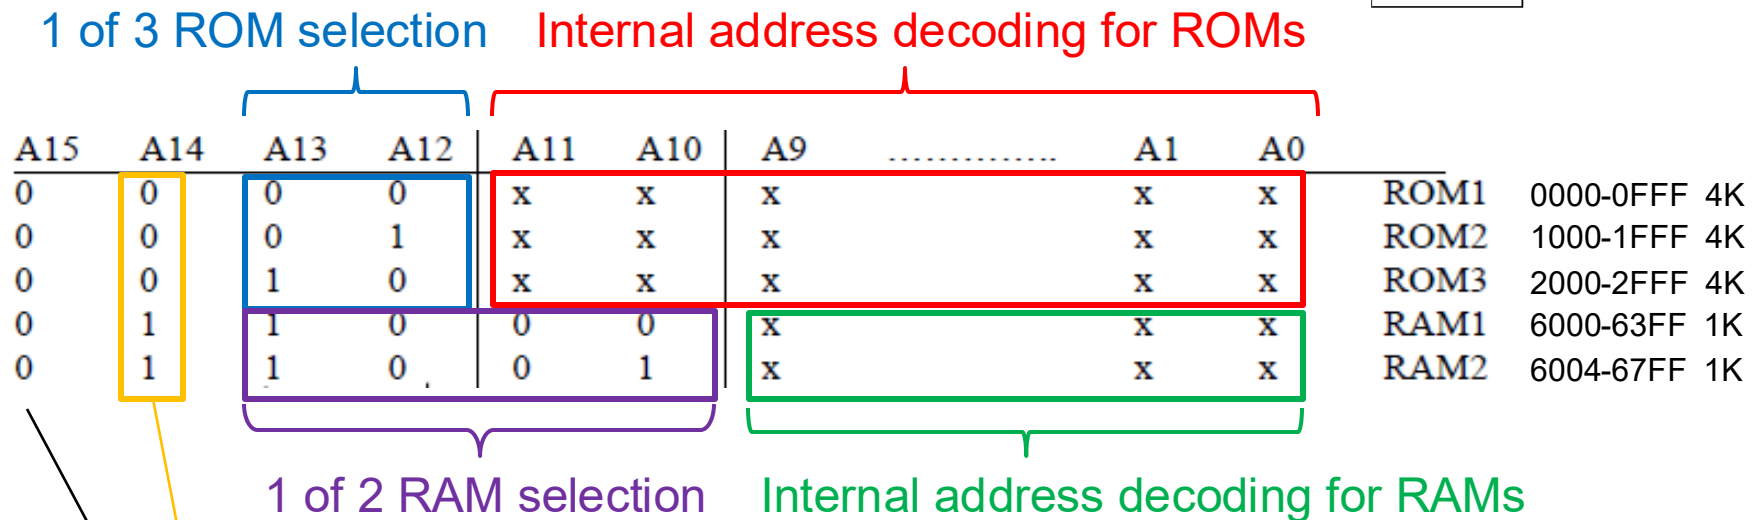 1 of 3 ROM selection Internal address decoding for ROMs
A15 A14 A13 A12 A11 A10 A9 ............... A1 A0
0 0 0 0 x x x x x ROM1 0000-0FFF 4K
0 0 0 1 x x x x x ROM2 1000-1FFF 4K
0 0 1 0 x x x x x ROM3 2000-2FFF 4K
0 1 1 0 0 0 x x x RAM1 6000-63FF 1K
0 1 1 0 0 1 x x x RAM2 6004-67FF 1K
1 of 2 RAM selection Internal address decoding for RAMs